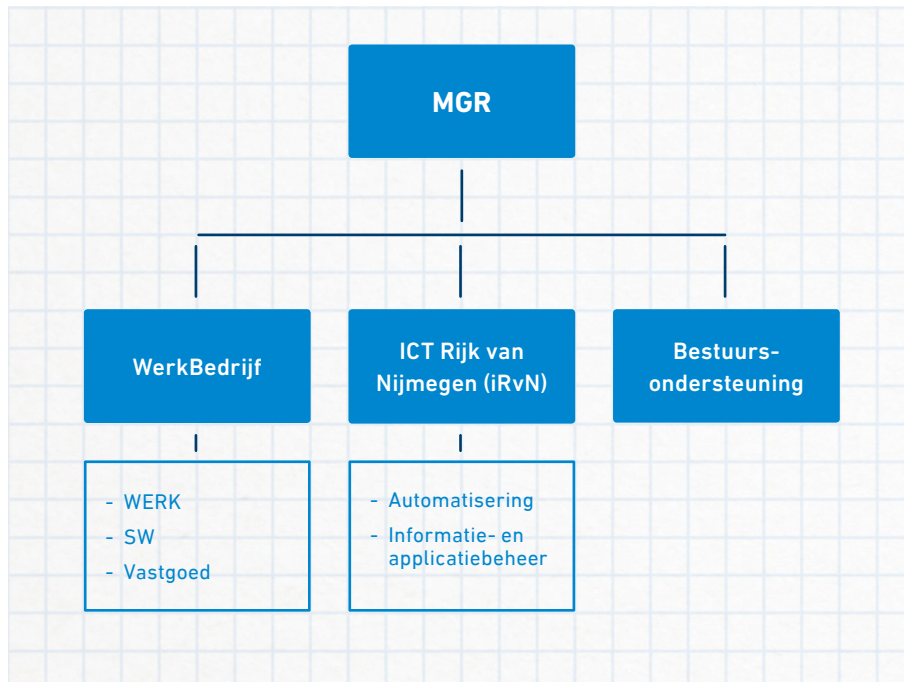 MGR
WerkBedrijf
ICT Rijk van
Nijmegen (iRvN)
Bestuurs-
ondersteuning
- WERK
- SW
- Vastgoed
- Automatisering
- Informatie- en
applicatiebeheer